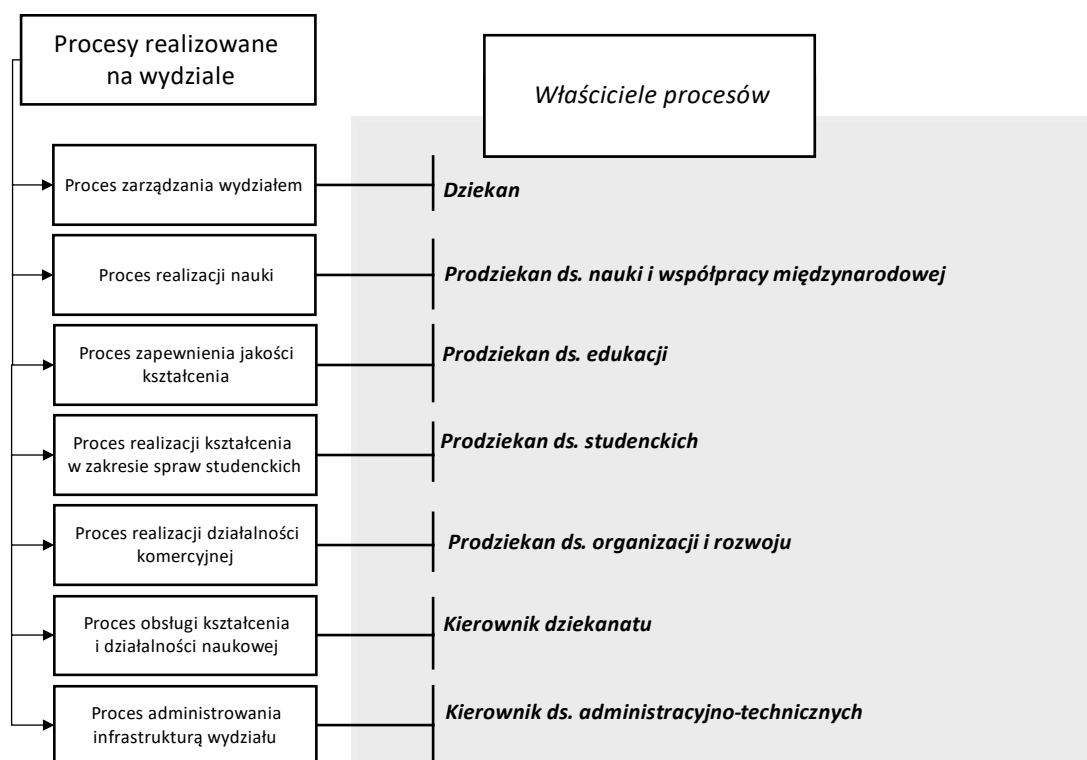 Procesy realizowane
na wydziale
Właściciele procesów
Proces zarządzania wydziałem
Dziekan
Proces realizacji nauki
Prodziekan ds. nauki i współpracy międzynarodowej
Proces zapewnienia jakości
kształcenia
Prodziekan ds. edukacji
Proces realizacji kształcenia
w zakresie spraw studenckich
Prodziekan ds. studenckich
Proces realizacji działalności
komercyjnej
Prodziekan ds. organizacji i rozwoju
Proces obsługi kształcenia
i działalności naukowej
Kierownik dziekanatu
Proces administrowania
infrastrukturą wydziału
Kierownik ds. administracyjno-technicznych